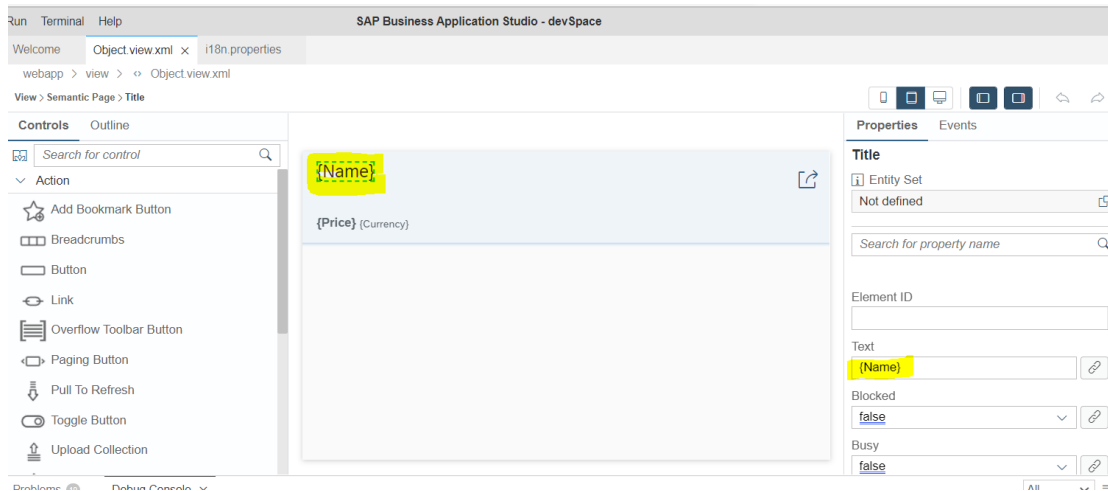 Run Terminal Help SAP Business Application Studio - devSpace
Welcome Object.view.xml × i18n.properties
webapp > view > <> Object.view.xml
View > Semantic Page > Title
Controls Outline
Properties Events
Search for control
Title
{Name}
Action
i Entity Set
Add Bookmark Button
Not defined
{Price} {Currency}
Breadcrumbs
Search for property name
Button
Link
Element ID
Overflow Toolbar Button
Text
Paging Button
{Name}
Pull To Refresh
Blocked
Toggle Button
false
Upload Collection
Busy
false
Problems Debug Console × All